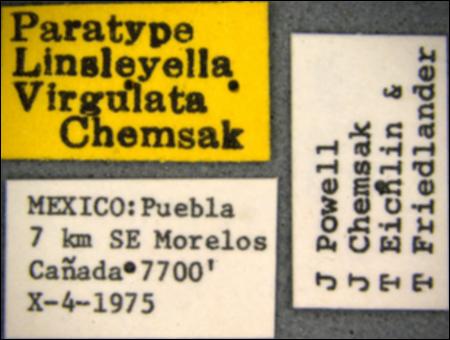 Paratype
Linsleyella
Virgulata
Chemsak
MEXICO:Puebla
7 km SE Morelos
Cañada 7700'
X-4-1975
J Powell
J Chemsak
T Eichlin &
T Friedlander